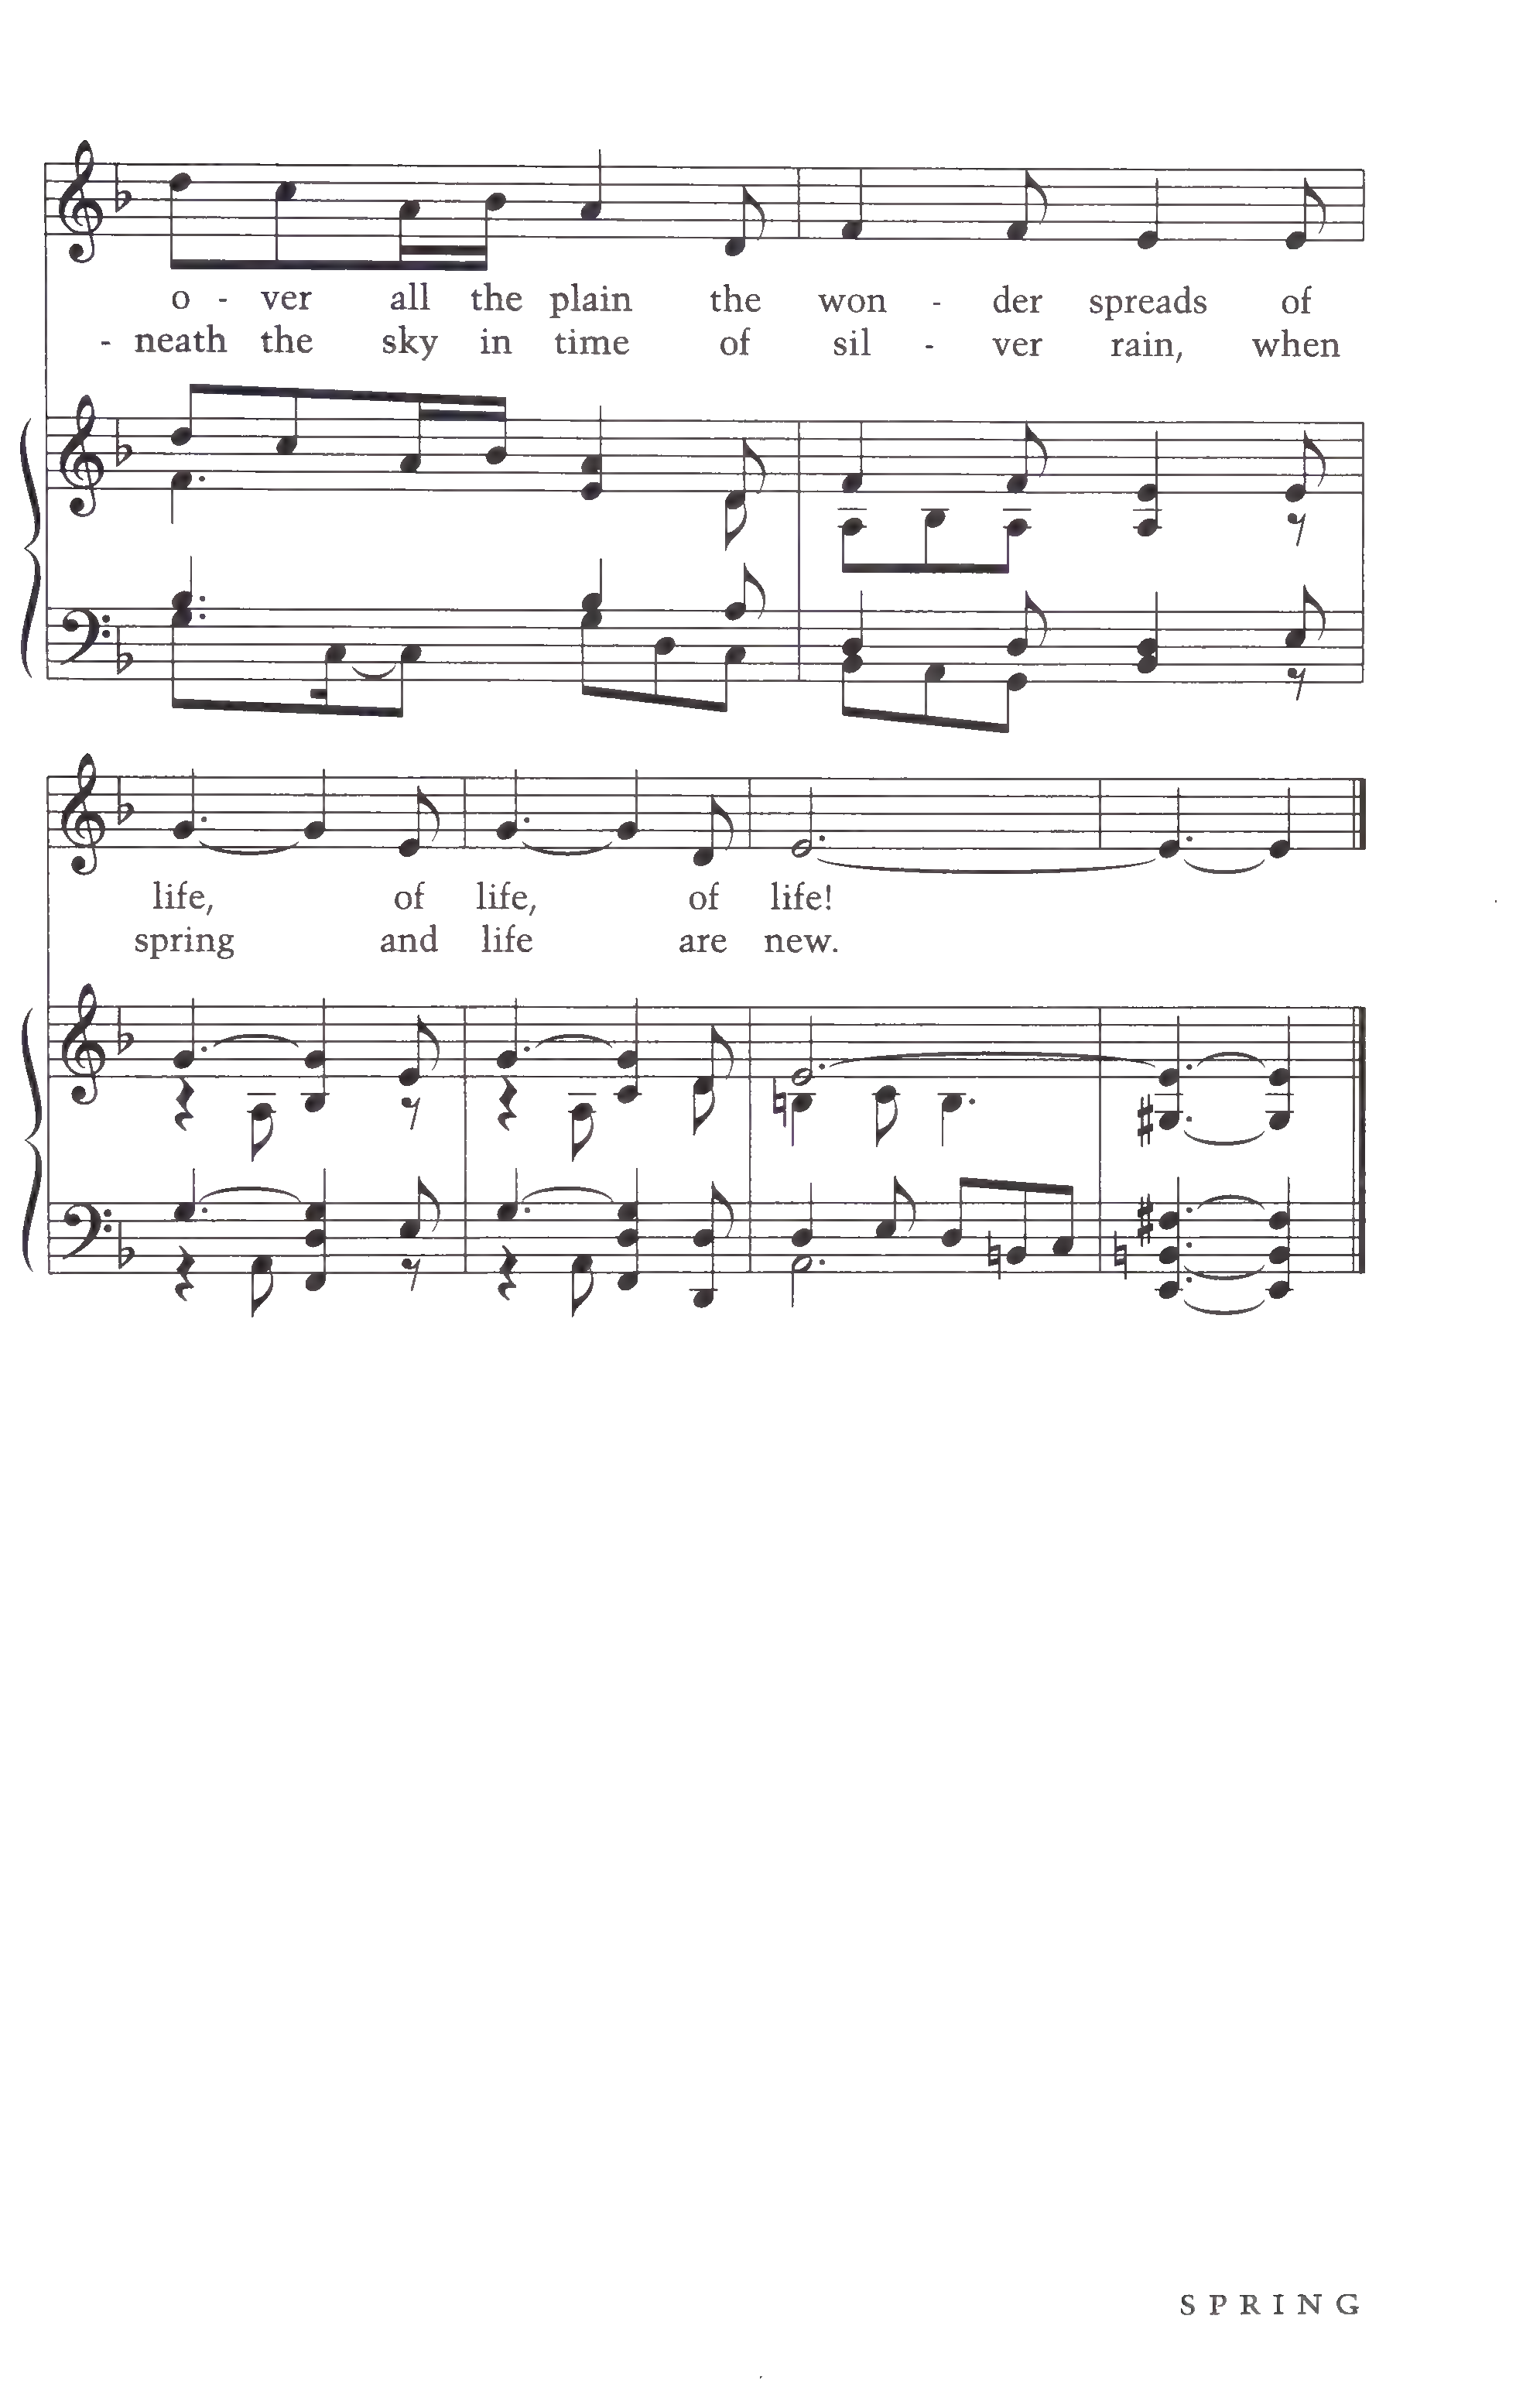 o - ver all the plain the won - der spreads of
- neath the sky in time of sil - ver rain, when
life, of life, of life!
spring and life are new.
SPRING